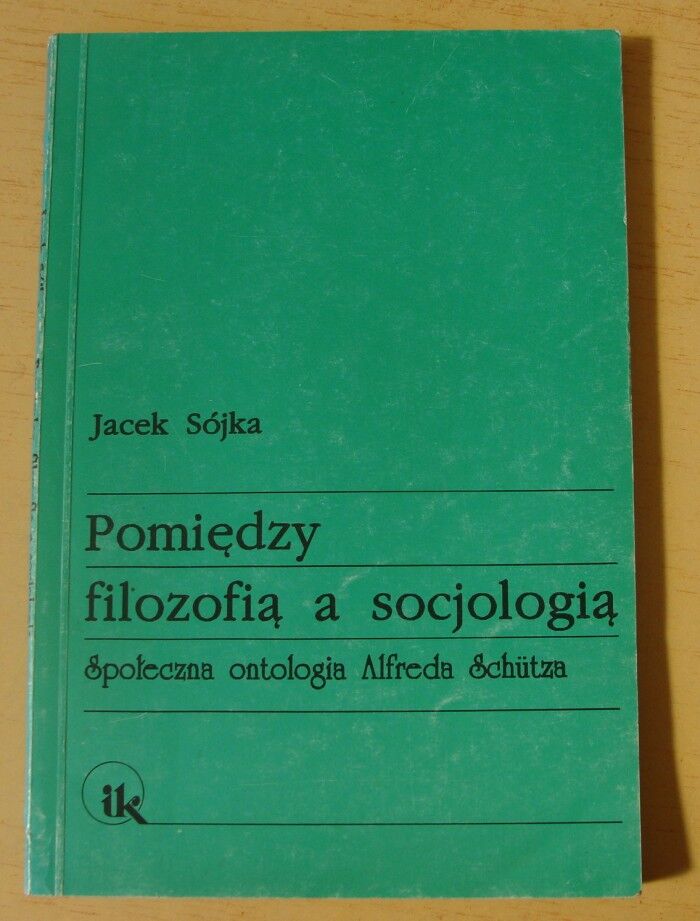 Jacek Sójka
Pomiędzy
filozofią a socjologią
Społeczna ontologia Alfreda Schütza
ik